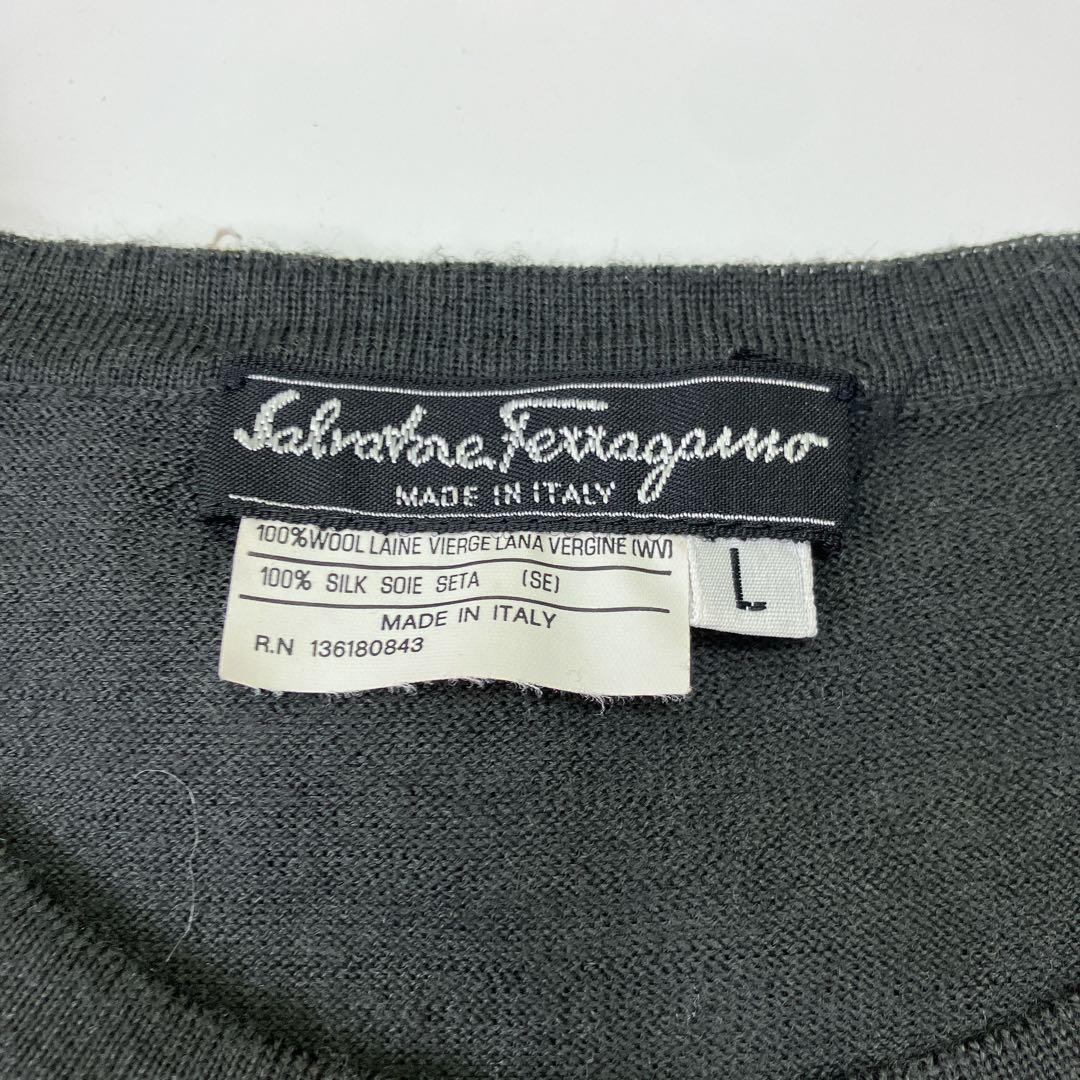 Salvatore Ferragamo
MADE IN ITALY
100% WOOL LAINE VIERGE LANA VERGINE (WV)
100% SILK SOIE SETA (SE)
MADE IN ITALY
R.N 136180843
L